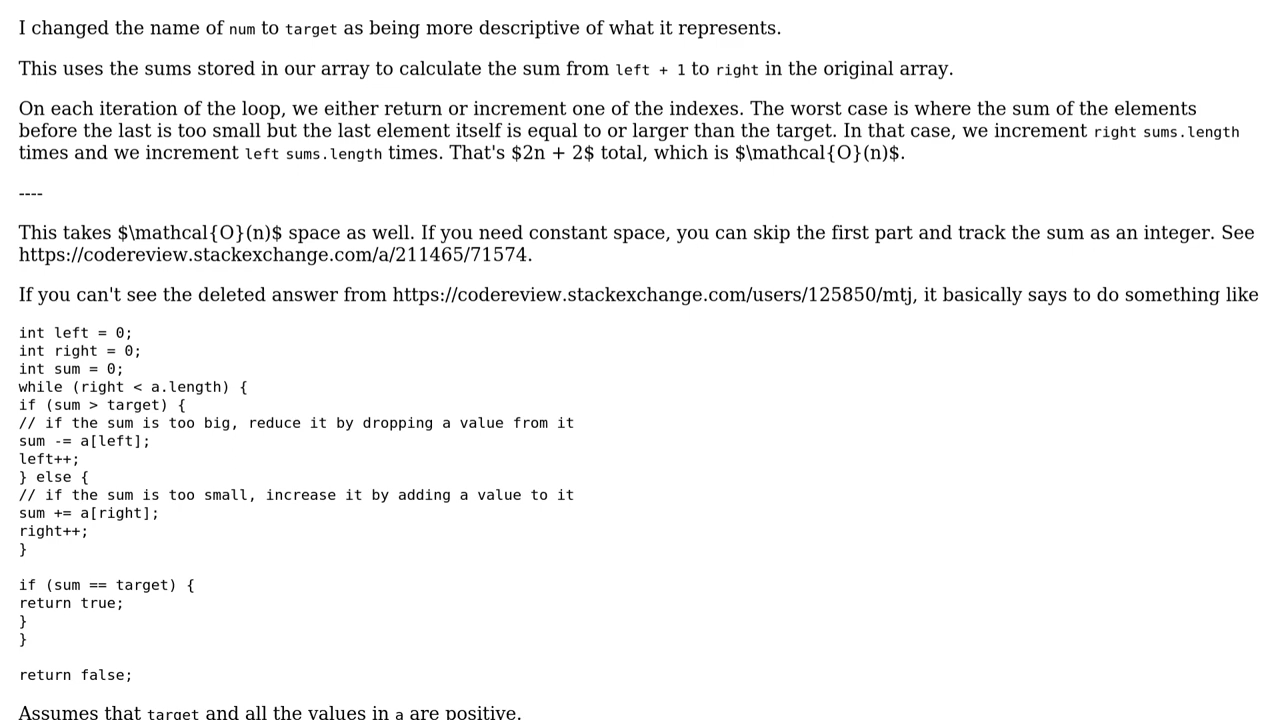 I changed the name of num to target as being more descriptive of what it represents.
This uses the sums stored in our array to calculate the sum from left + 1 to right in the original array.
On each iteration of the loop, we either return or increment one of the indexes. The worst case is where the sum of the elements
before the last is too small but the last element itself is equal to or larger than the target. In that case, we increment right sums.length
times and we increment left sums.length times. That's $2n + 2$ total, which is $\mathcal{O}(n)$.
----
This takes $\mathcal{O}(n)$ space as well. If you need constant space, you can skip the first part and track the sum as an integer. See
https://codereview.stackexchange.com/a/211465/71574.
If you can't see the deleted answer from https://codereview.stackexchange.com/users/125850/mtj, it basically says to do something like
int left = 0;
int right = 0;
int sum = 0;
while (right < a.length) {
if (sum > target) {
// if the sum is too big, reduce it by dropping a value from it
sum -= a[left];
left++;
} else {
// if the sum is too small, increase it by adding a value to it
sum += a[right];
right++;
}
if (sum == target) {
return true;
}
}
return false;
Assumes that target and all the values in a are positive.